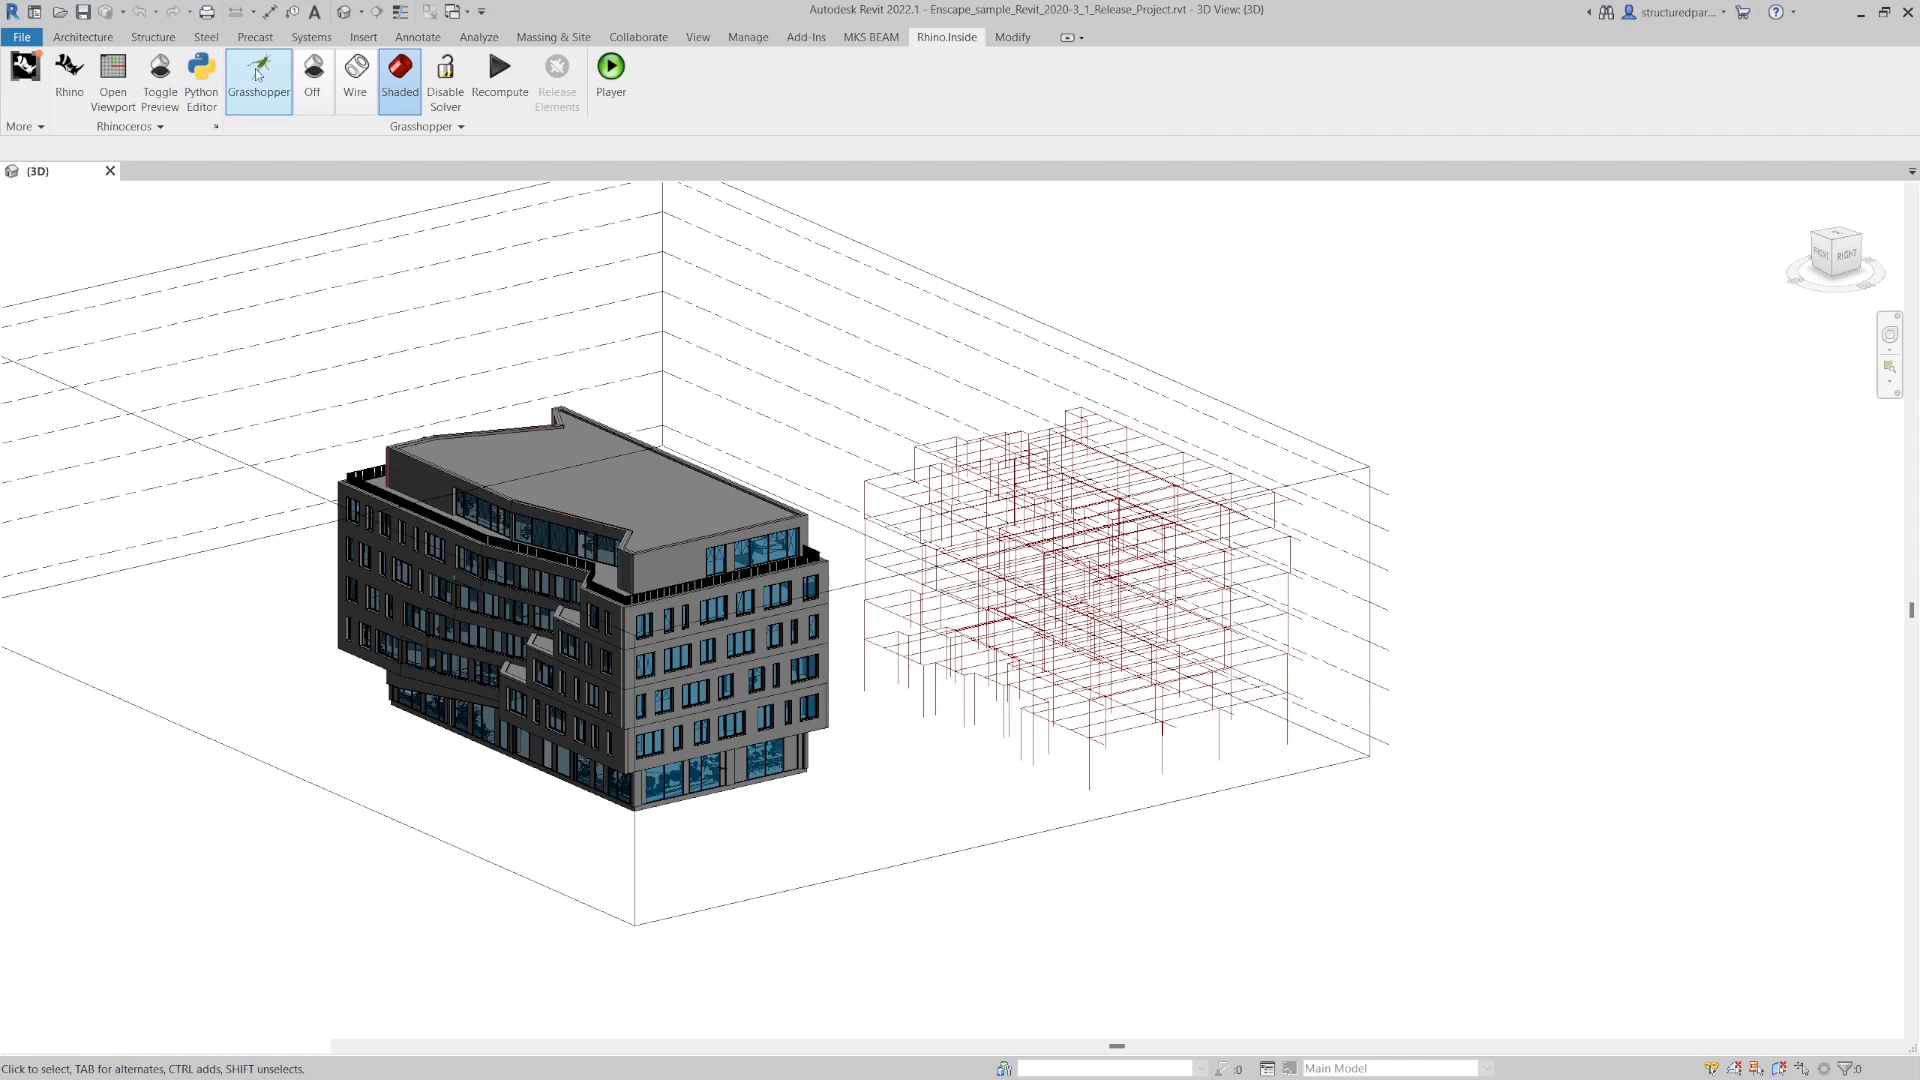 Autodesk Revit 2022.1 - Enscape_sample_Revit_2020-3_1_Release_Project.rvt - 3D View: {3D}
structuredpar...
File Architecture Structure Steel Precast Systems Insert Annotate Analyze Massing & Site Collaborate View Manage Add-Ins MKS BEAM Rhino.Inside Modify
Rhino
Open Viewport
Toggle Preview
Python Editor
Grasshopper
Off
Wire
Shaded
Disable Solver
Recompute
Release Elements
Player
More
Rhinoceros
Grasshopper
{3D}
FRONT
RIGHT
Click to select, TAB for alternates, CTRL adds, SHIFT unselects.
:0
Main Model
:0